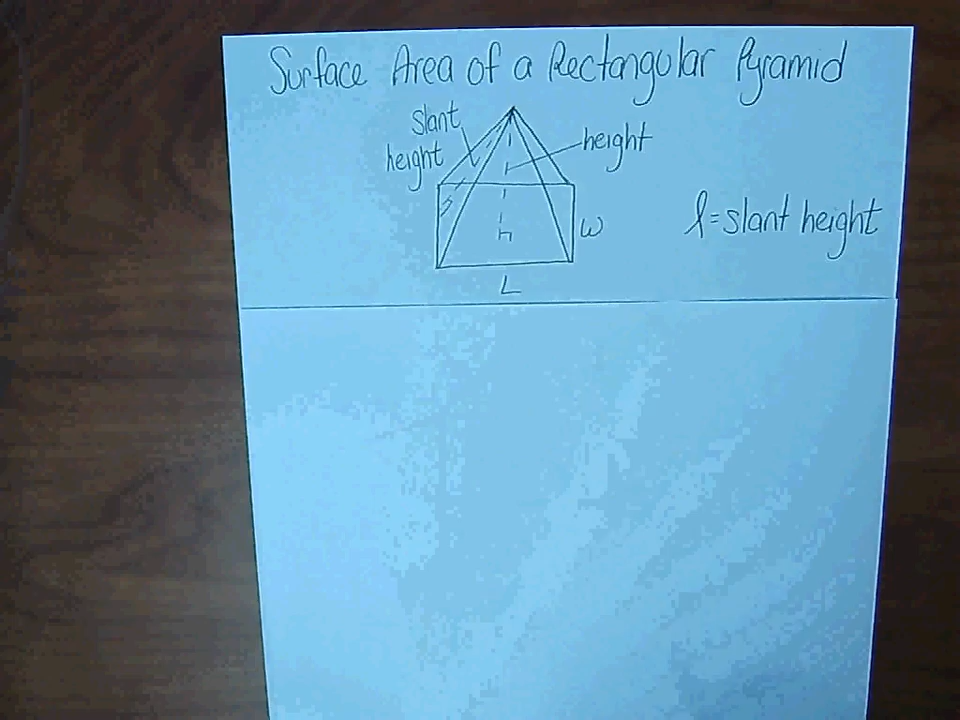 Surface Area of a Rectangular Pyramid
slant
height
height
h
w
L
l=slant height